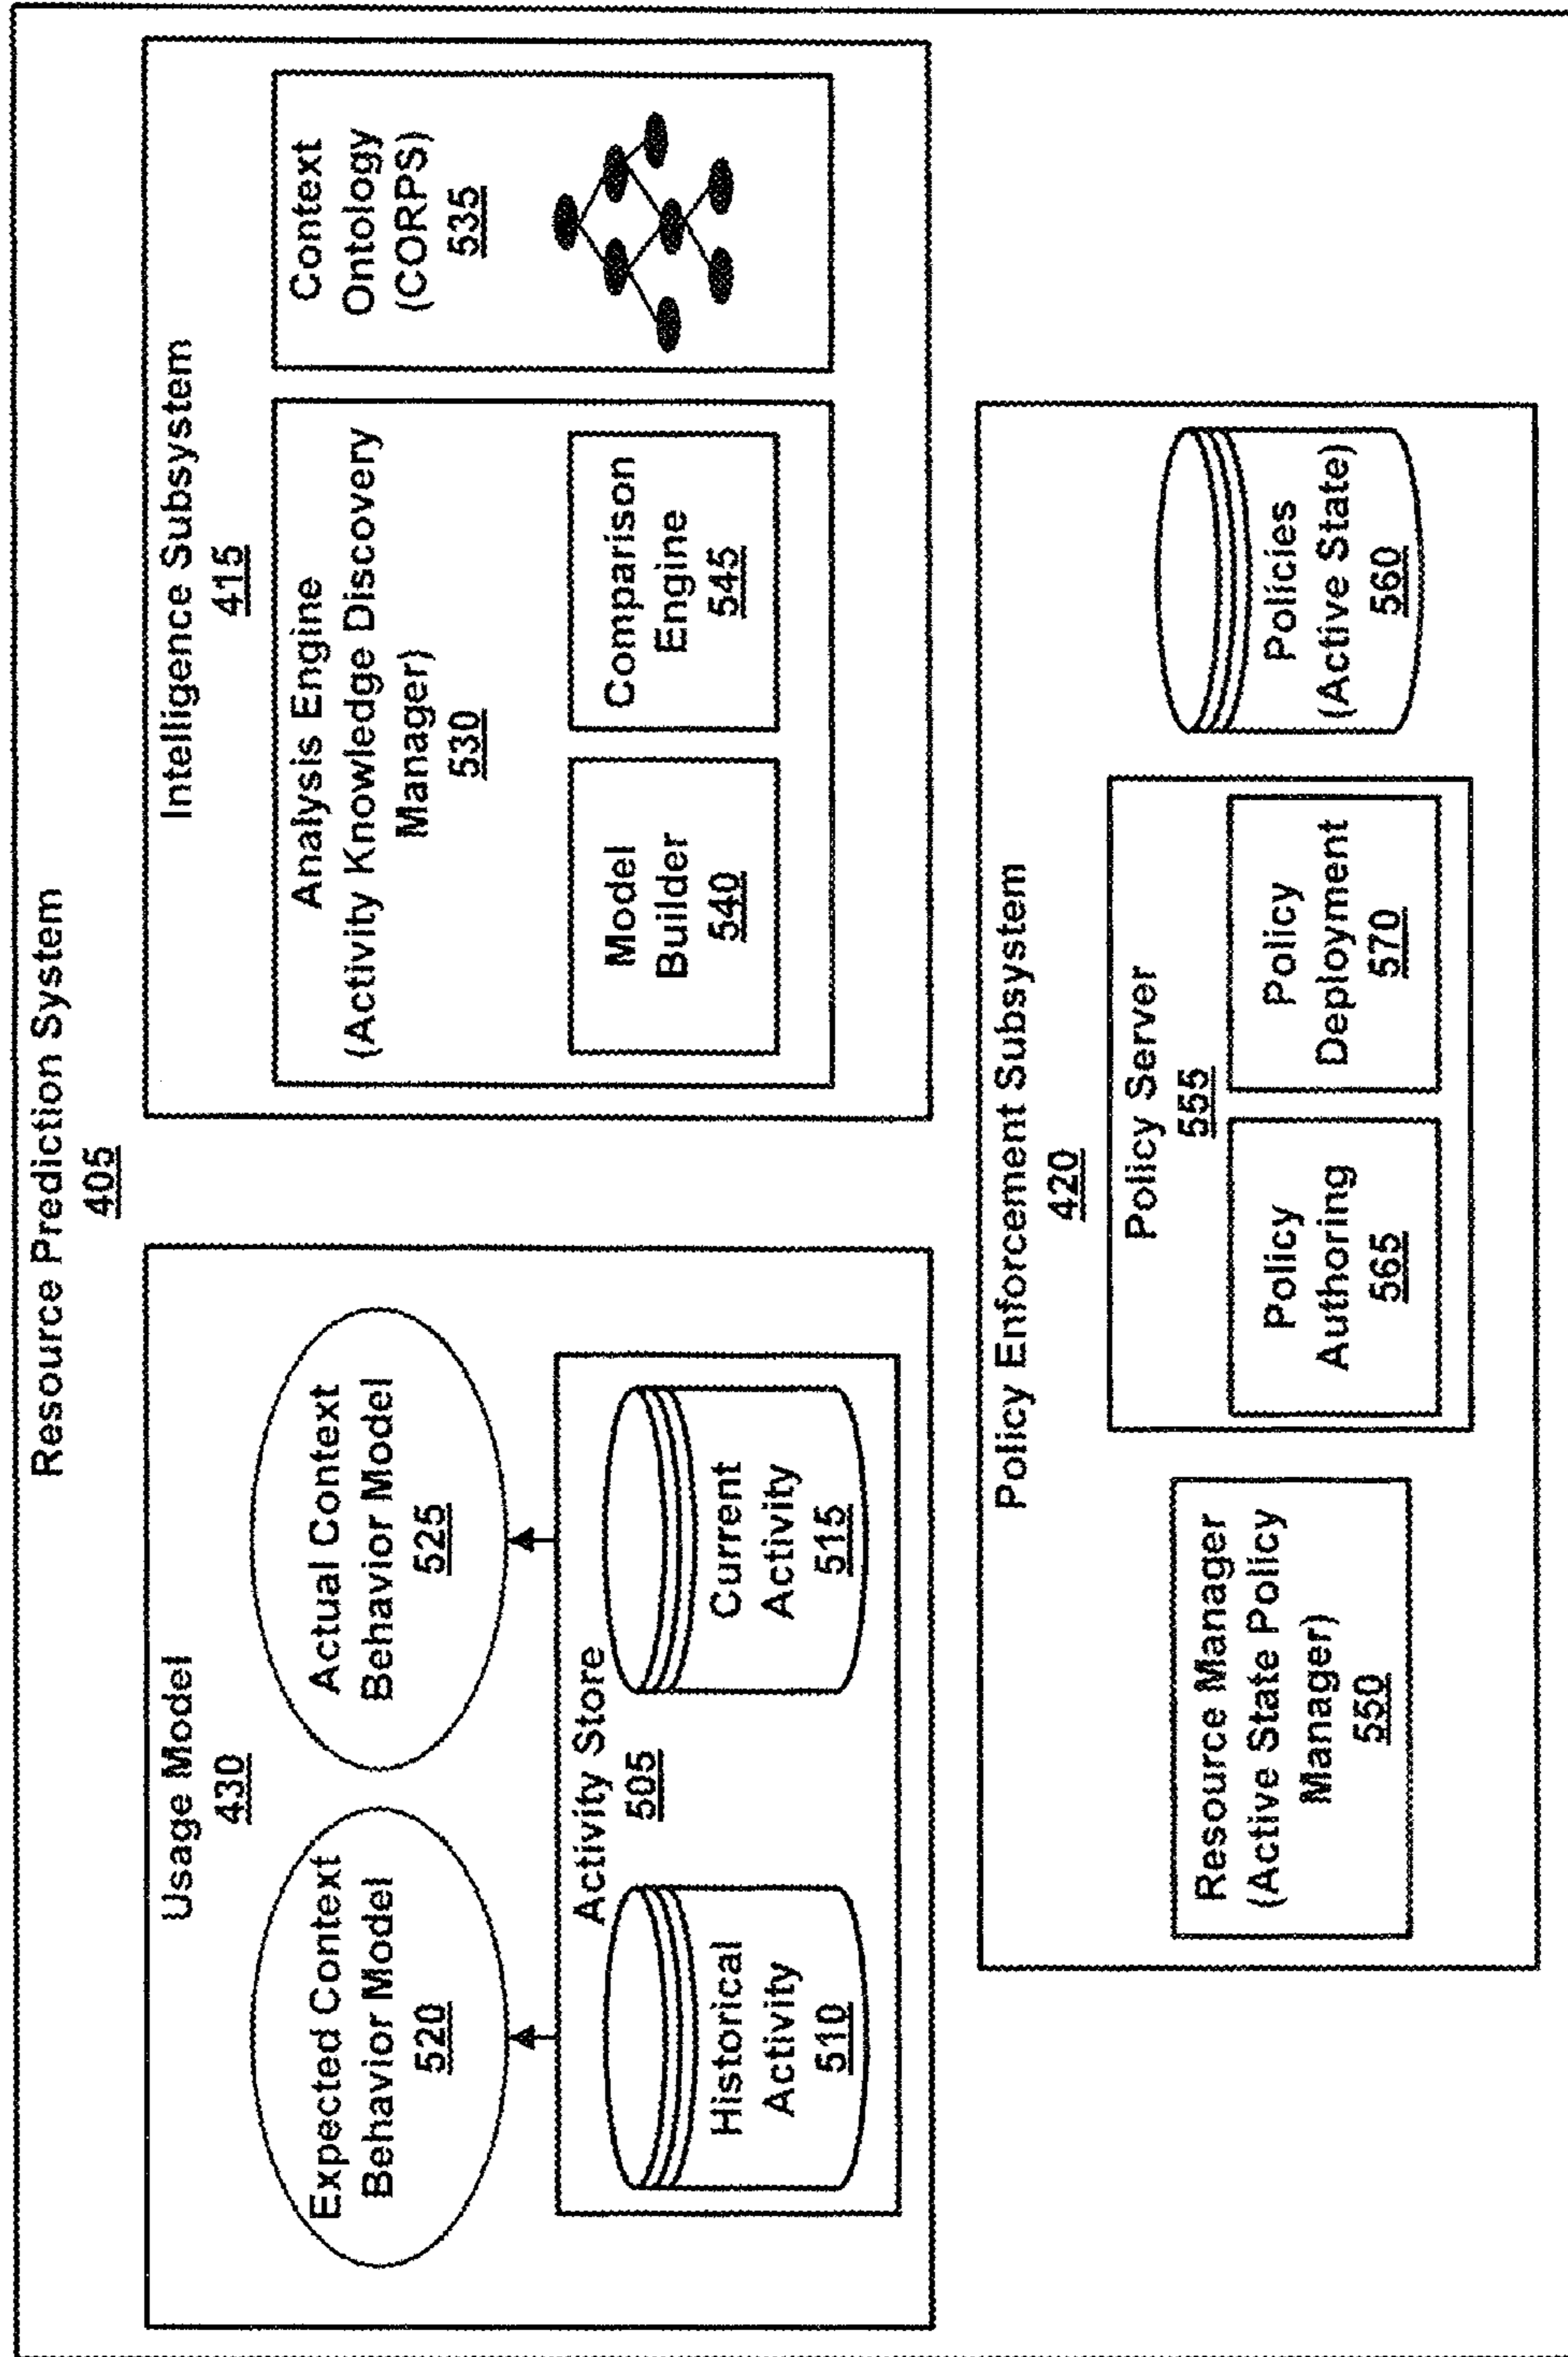 Resource Prediction System
405
Usage Model
430
Expected Context
Behavior Model
520
Actual Context
Behavior Model
525
Activity Store
505
Historical
Activity
510
Current
Activity
515
Intelligence Subsystem
415
Analysis Engine
(Activity Knowledge Discovery
Manager)
530
Model
Builder
540
Comparison
Engine
545
Context
Ontology
(CORPS)
535
Policy Enforcement Subsystem
420
Resource Manager
(Active State Policy
Manager)
550
Policy Server
555
Policy
Authoring
565
Policy
Deployment
570
Policies
(Active State)
560